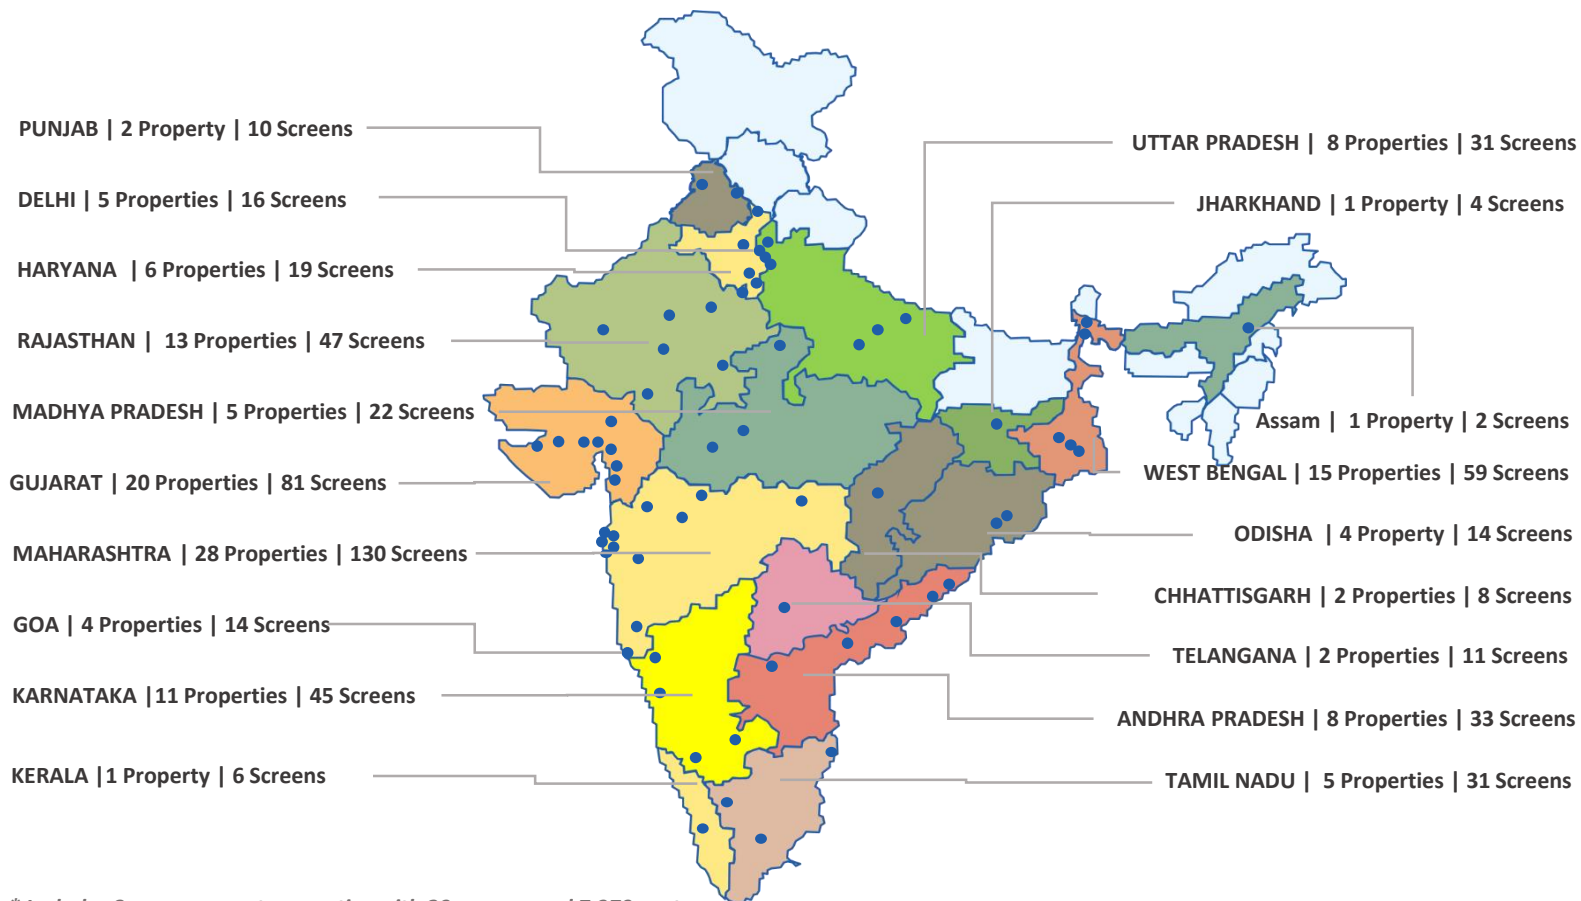 PUNJAB | 2 Property | 10 Screens
DELHI | 5 Properties | 16 Screens
HARYANA | 6 Properties | 19 Screens
RAJASTHAN | 13 Properties | 47 Screens
MADHYA PRADESH | 5 Properties | 22 Screens
GUJARAT | 20 Properties | 81 Screens
MAHARASHTRA | 28 Properties | 130 Screens
GOA | 4 Properties | 14 Screens
KARNATAKA |11 Properties | 45 Screens
KERALA |1 Property | 6 Screens
UTTAR PRADESH | 8 Properties | 31 Screens
JHARKHAND | 1 Property | 4 Screens
Assam | 1 Property | 2 Screens
WEST BENGAL | 15 Properties | 59 Screens
ODISHA | 4 Property | 14 Screens
CHHATTISGARH | 2 Properties | 8 Screens
TELANGANA | 2 Properties | 11 Screens
ANDHRA PRADESH | 8 Properties | 33 Screens
TAMIL NADU | 5 Properties | 31 Screens